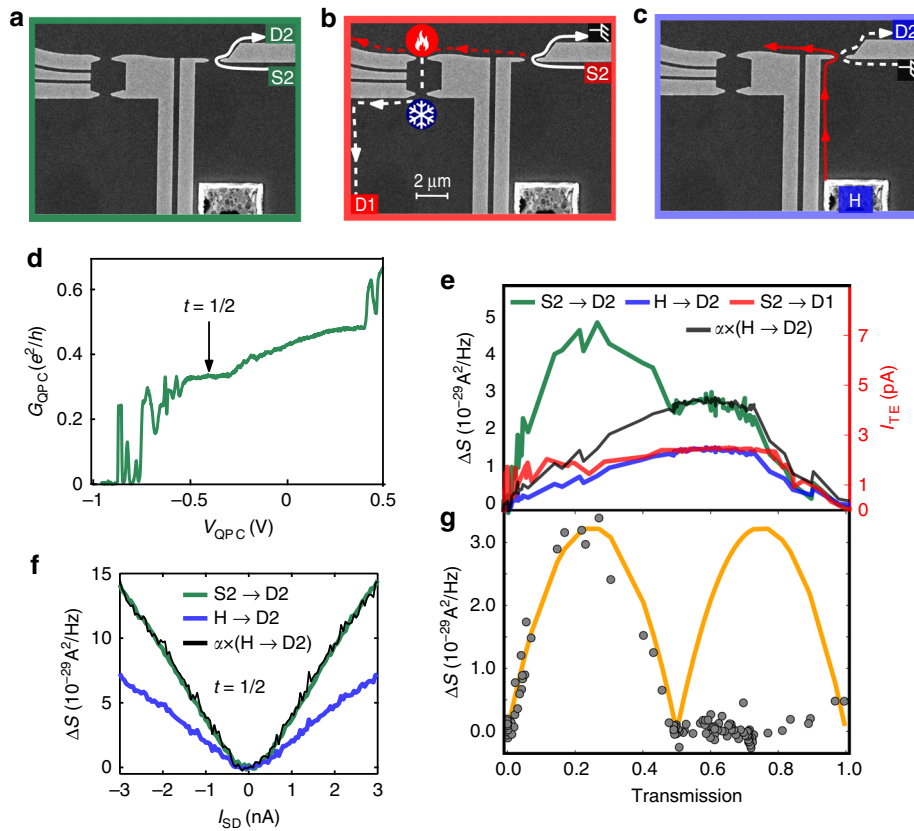 a
D2
S2
b
S2
D1
2 μm
c
D2
H
d
G_QPC (e²/h)
0.6
0.4
0.2
0
t = 1/2
−1
−0.5
0
0.5
V_QPC (V)
e
S2 → D2
H → D2
S2 → D1
α×(H → D2)
ΔS (10⁻²⁹A²/Hz)
5
4
3
2
1
0
7
5
3
1
0
I_TE (pA)
f
ΔS (10⁻²⁹A²/Hz)
15
10
5
0
S2 → D2
H → D2
α×(H → D2)
t = 1/2
−3
−2
−1
0
1
2
3
I_SD (nA)
g
ΔS (10⁻²⁹A²/Hz)
3.0
2.0
1.0
0.0
0.0
0.2
0.4
0.6
0.8
1.0
Transmission